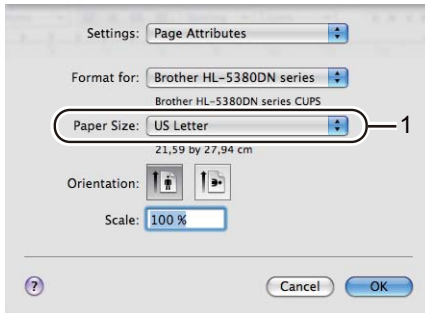 Settings: Page Attributes
Format for: Brother HL-5380DN series
Brother HL-5380DN series CUPS
Paper Size: US Letter 1
21,59 by 27,94 cm
Orientation:
Scale: 100 %
? Cancel OK